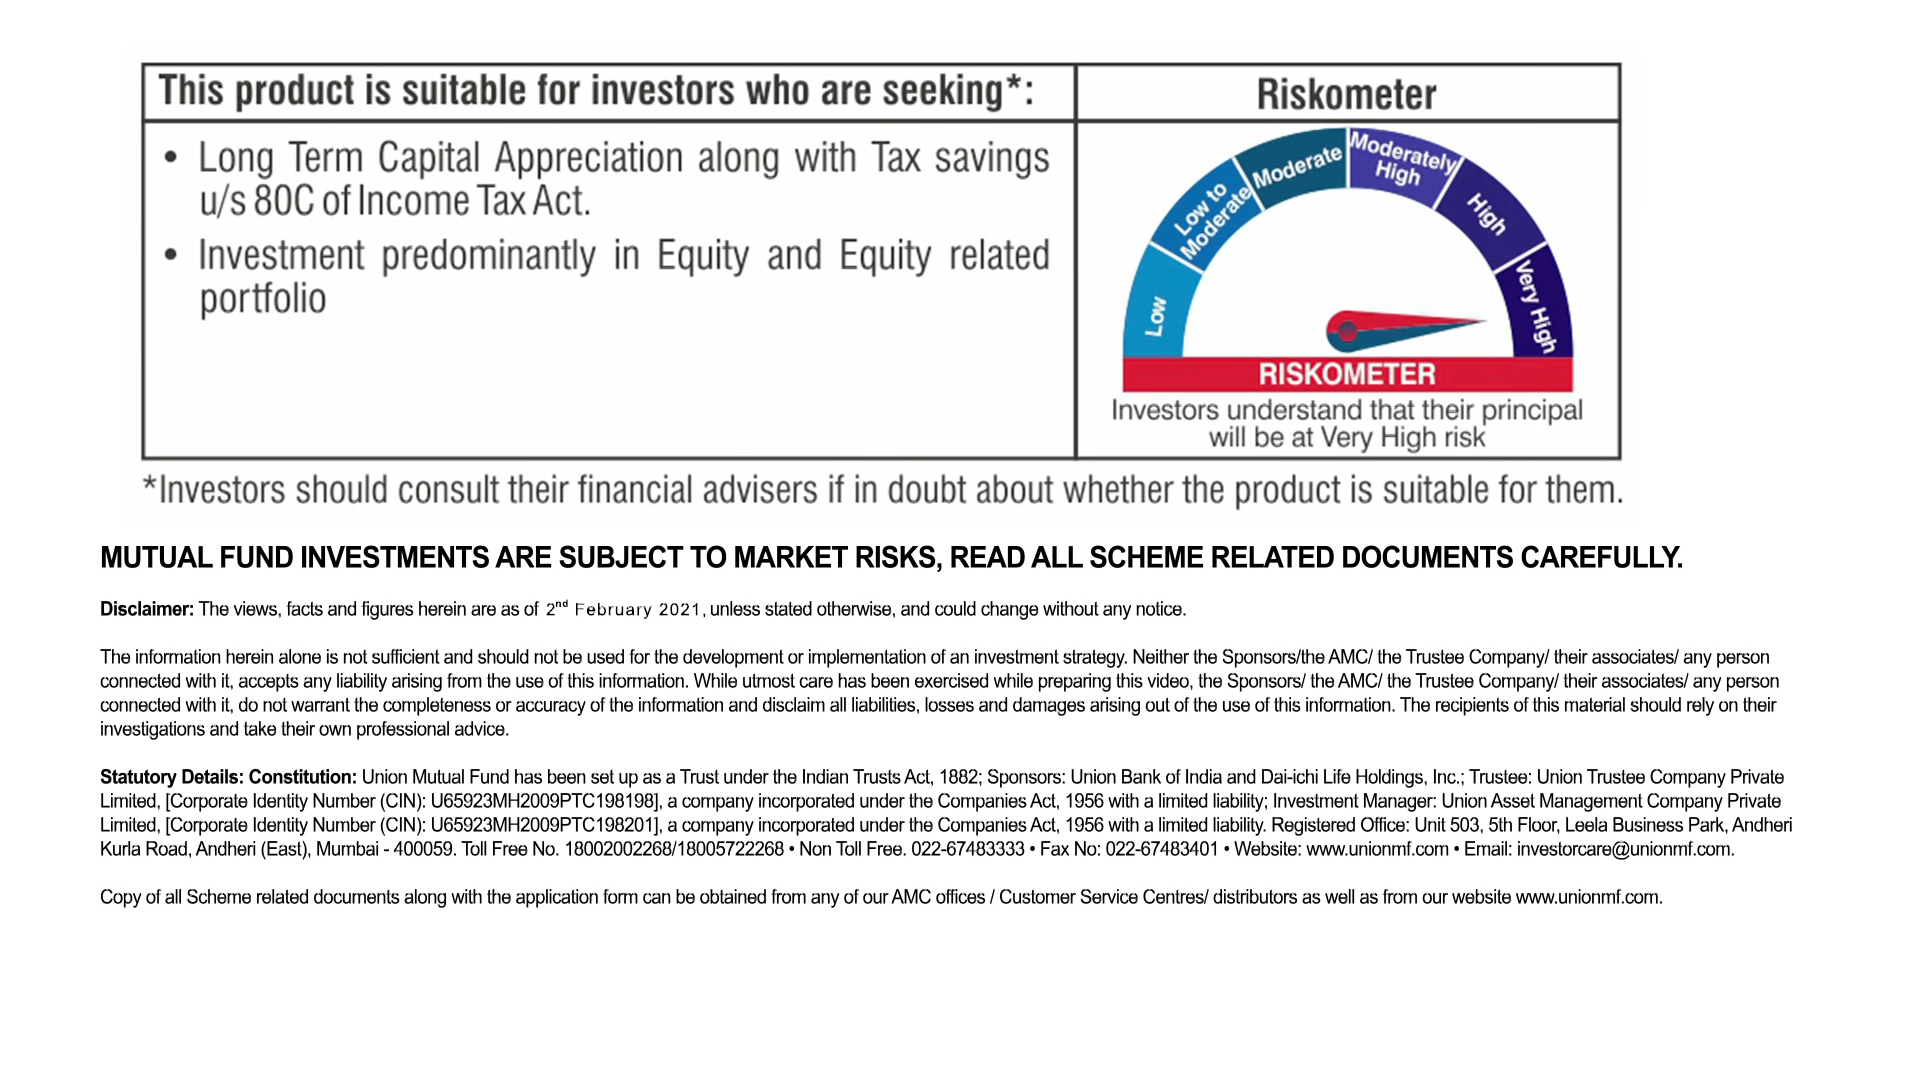 This product is suitable for investors who are seeking*:
• Long Term Capital Appreciation along with Tax savings
u/s 80C of Income Tax Act.
• Investment predominantly in Equity and Equity related
portfolio
Riskometer
Low
Low to
Moderate
Moderate
Moderately
High
High
Very High
RISKOMETER
Investors understand that their principal
will be at Very High risk
*Investors should consult their financial advisers if in doubt about whether the product is suitable for them.
MUTUAL FUND INVESTMENTS ARE SUBJECT TO MARKET RISKS, READ ALL SCHEME RELATED DOCUMENTS CAREFULLY.
Disclaimer: The views, facts and figures herein are as of 2nd February 2021, unless stated otherwise, and could change without any notice.
The information herein alone is not sufficient and should not be used for the development or implementation of an investment strategy. Neither the Sponsors/the AMC/ the Trustee Company/ their associates/ any person
connected with it, accepts any liability arising from the use of this information. While utmost care has been exercised while preparing this video, the Sponsors/ the AMC/ the Trustee Company/ their associates/ any person
connected with it, do not warrant the completeness or accuracy of the information and disclaim all liabilities, losses and damages arising out of the use of this information. The recipients of this material should rely on their
investigations and take their own professional advice.
Statutory Details: Constitution: Union Mutual Fund has been set up as a Trust under the Indian Trusts Act, 1882; Sponsors: Union Bank of India and Dai-ichi Life Holdings, Inc.; Trustee: Union Trustee Company Private
Limited, [Corporate Identity Number (CIN): U65923MH2009PTC198198], a company incorporated under the Companies Act, 1956 with a limited liability; Investment Manager: Union Asset Management Company Private
Limited, [Corporate Identity Number (CIN): U65923MH2009PTC198201], a company incorporated under the Companies Act, 1956 with a limited liability. Registered Office: Unit 503, 5th Floor, Leela Business Park, Andheri
Kurla Road, Andheri (East), Mumbai - 400059. Toll Free No. 18002002268/18005722268 • Non Toll Free. 022-67483333 • Fax No: 022-67483401 • Website: www.unionmf.com • Email: investorcare@unionmf.com.
Copy of all Scheme related documents along with the application form can be obtained from any of our AMC offices / Customer Service Centres/ distributors as well as from our website www.unionmf.com.